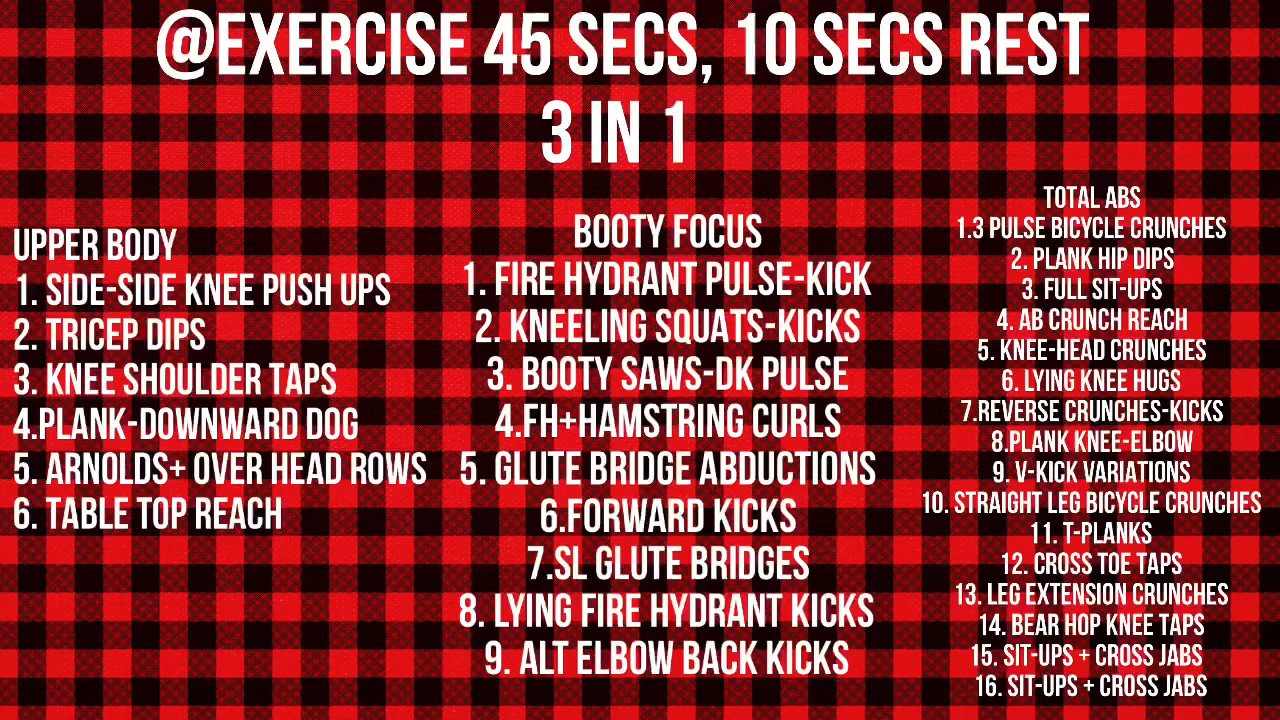 @EXERCISE 45 SECS, 10 SECS REST
3 IN 1
UPPER BODY
1. SIDE-SIDE KNEE PUSH UPS
2. TRICEP DIPS
3. KNEE SHOULDER TAPS
4.PLANK-DOWNWARD DOG
5. ARNOLDS+ OVER HEAD ROWS
6. TABLE TOP REACH
BOOTY FOCUS
1. FIRE HYDRANT PULSE-KICK
2. KNEELING SQUATS-KICKS
3. BOOTY SAWS-DK PULSE
4.FH+HAMSTRING CURLS
5. GLUTE BRIDGE ABDUCTIONS
6.FORWARD KICKS
7.SL GLUTE BRIDGES
8. LYING FIRE HYDRANT KICKS
9. ALT ELBOW BACK KICKS
TOTAL ABS
1.3 PULSE BICYCLE CRUNCHES
2. PLANK HIP DIPS
3. FULL SIT-UPS
4. AB CRUNCH REACH
5. KNEE-HEAD CRUNCHES
6. LYING KNEE HUGS
7.REVERSE CRUNCHES-KICKS
8.PLANK KNEE-ELBOW
9. V-KICK VARIATIONS
10. STRAIGHT LEG BICYCLE CRUNCHES
11. T-PLANKS
12. CROSS TOE TAPS
13. LEG EXTENSION CRUNCHES
14. BEAR HOP KNEE TAPS
15. SIT-UPS + CROSS JABS
16. SIT-UPS + CROSS JABS